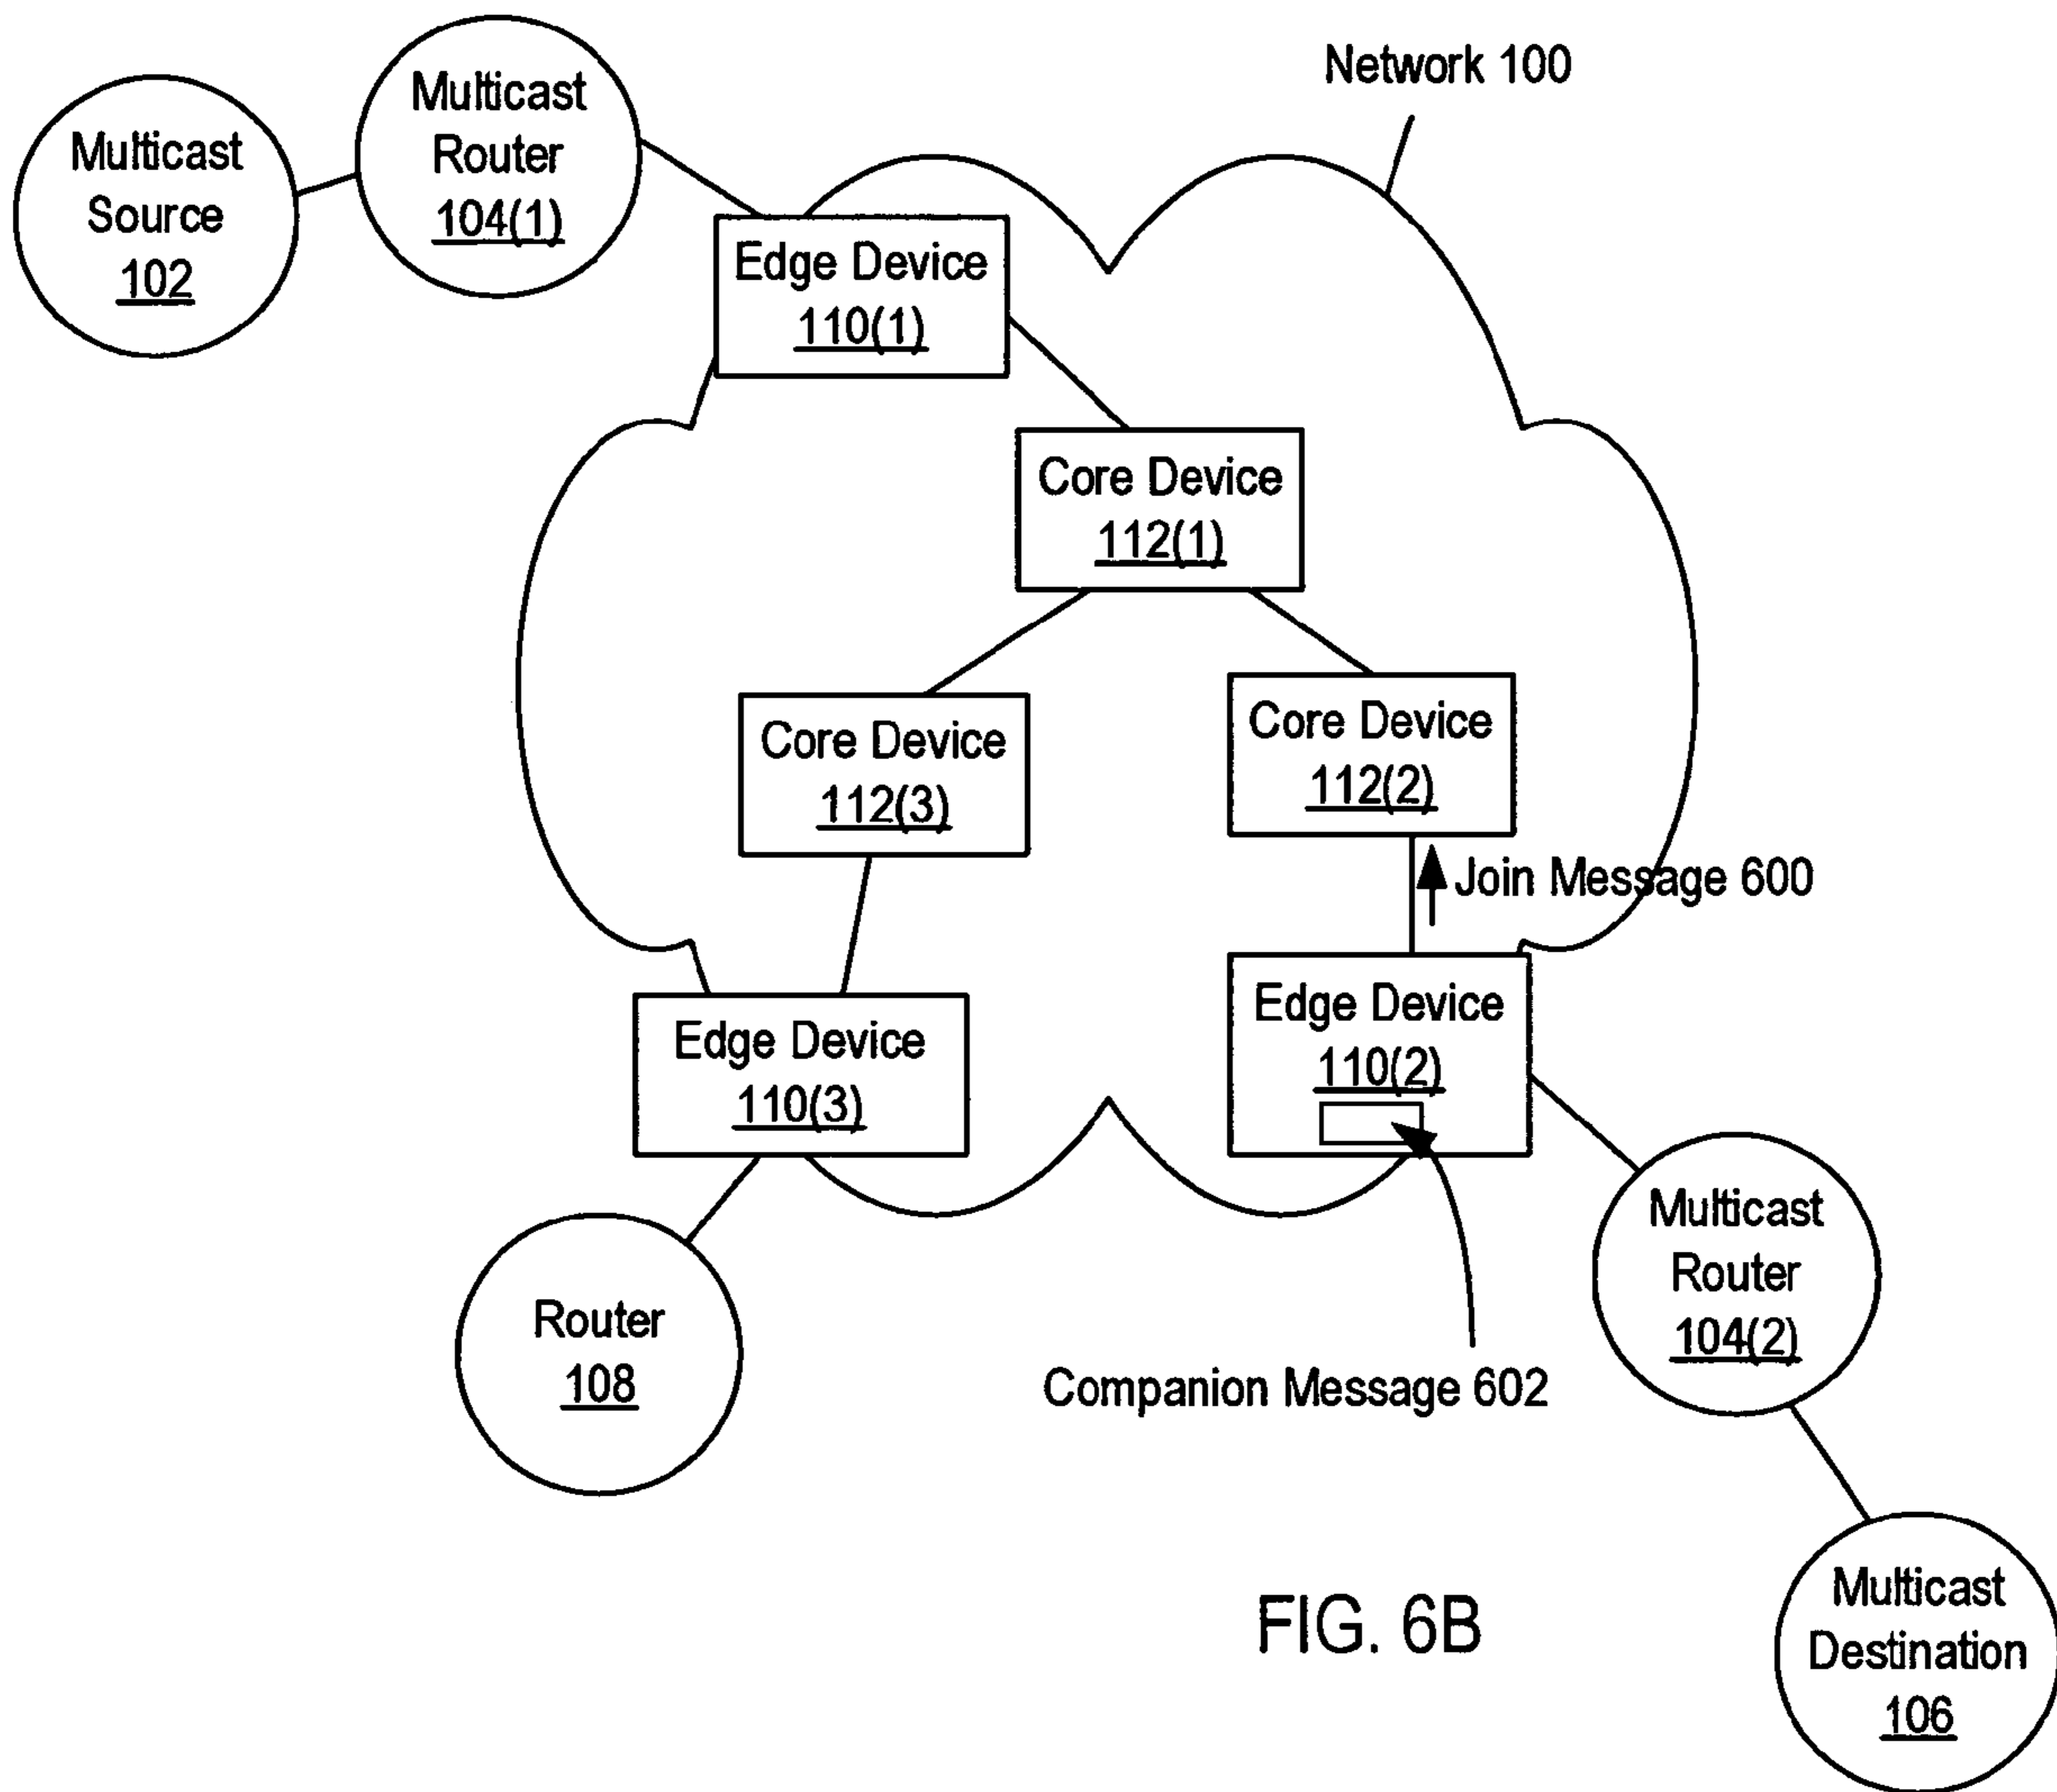 Network 100
Multicast
Source
102
Multicast
Router
104(1)
Edge Device
110(1)
Core Device
112(1)
Core Device
112(3)
Core Device
112(2)
Join Message 600
Edge Device
110(3)
Edge Device
110(2)
Router
108
Companion Message 602
Multicast
Router
104(2)
Multicast
Destination
106
FIG. 6B